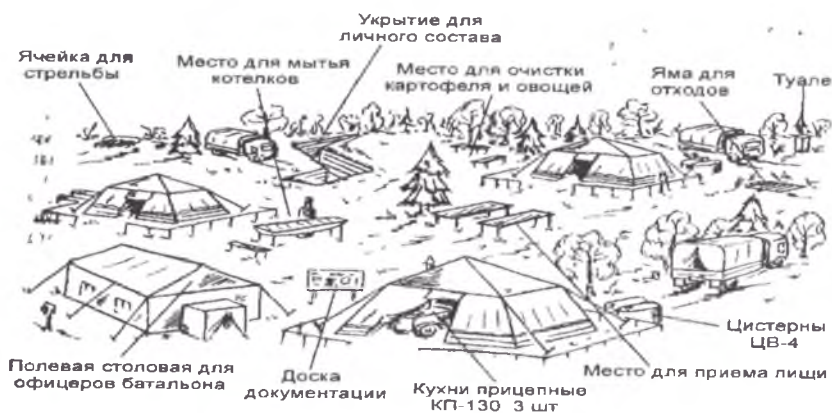 Укрытие для
личного состава
Ячейка для
стрельбы
Место для мытья
котелков
Место для очистки
картофеля и овощей
Яма для
отходов
Туале
Цистерны
ЦВ-4
Полевая столовая для
офицеров батальона
Доска
документации
Кухни прицепные
КП-130 3 шт
Место для приема пищи